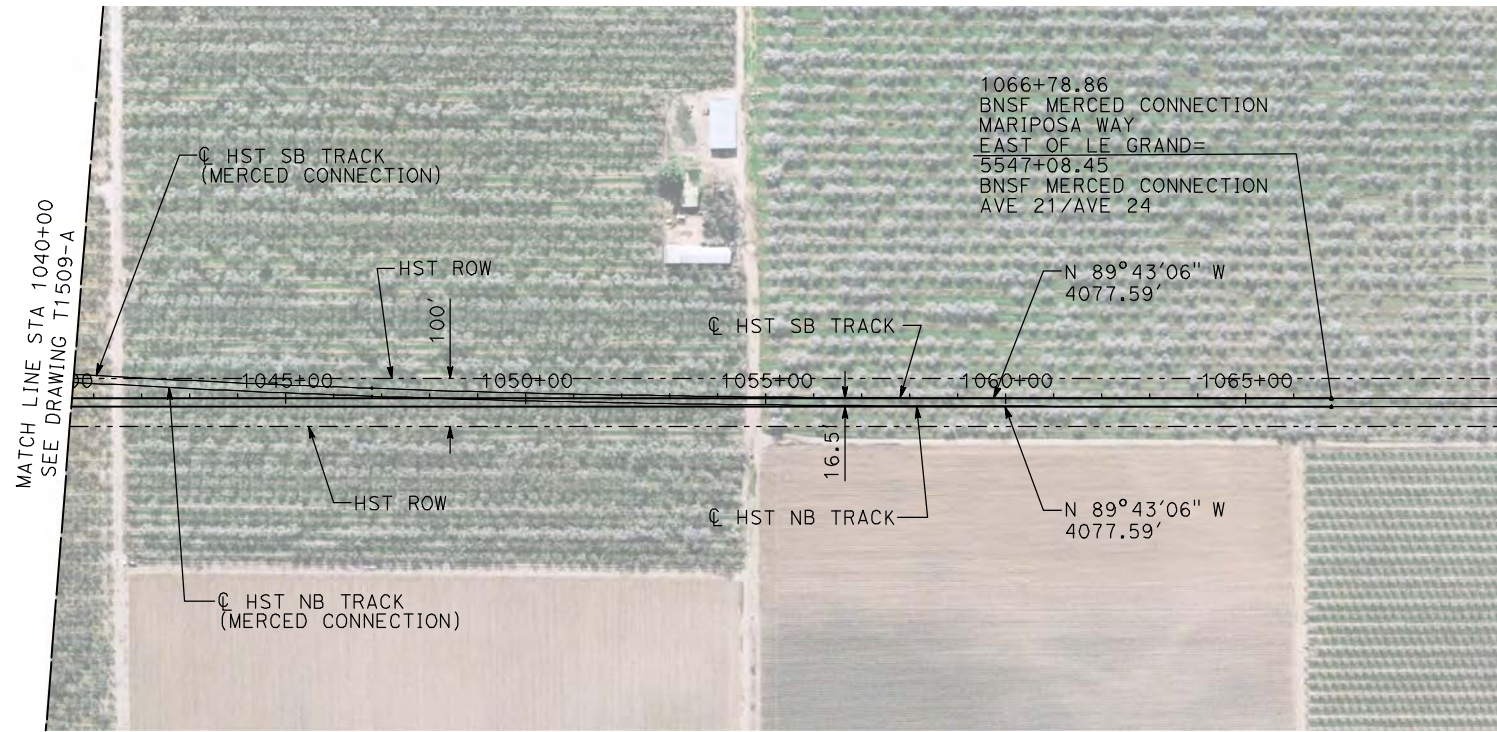 1066+78.86
BNSF MERCED CONNECTION
MARIPOSA WAY
EAST OF LE GRAND=
5547+08.45
BNSF MERCED CONNECTION
AVE 21/AVE 24
℄ HST SB TRACK
(MERCED CONNECTION)
MATCH LINE STA 1040+00
SEE DRAWING T1509-A
HST ROW
100'
N 89°43'06" W
4077.59'
℄ HST SB TRACK
00
1045+00
1050+00
1055+00
1060+00
1065+00
16.5'
HST ROW
℄ HST NB TRACK
N 89°43'06" W
4077.59'
℄ HST NB TRACK
(MERCED CONNECTION)